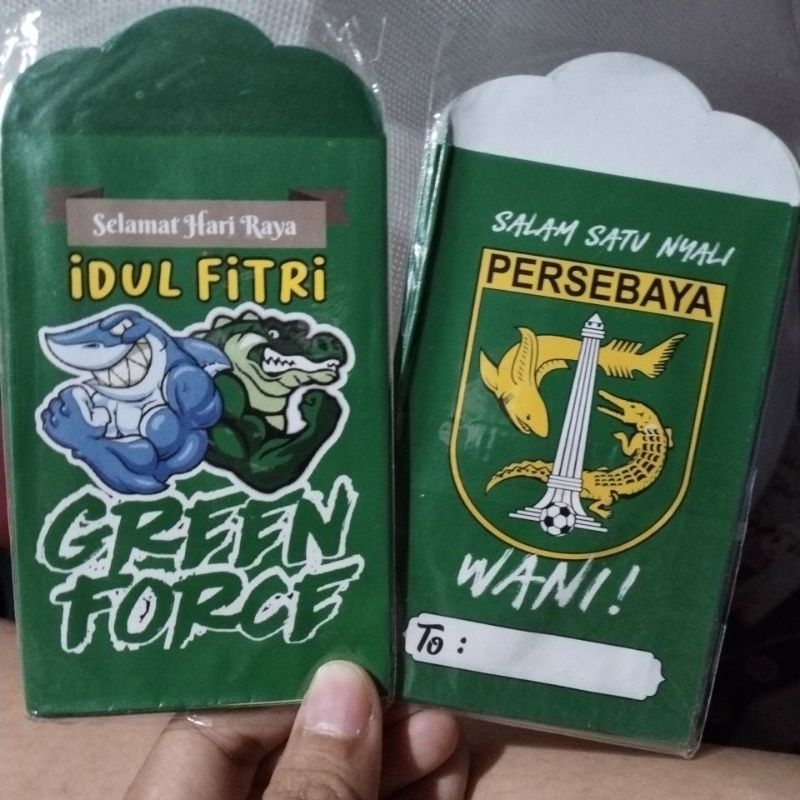 Selamat Hari Raya
iDUL FiTRi
GREEN
FORCE
SALAM SATU NYALI
PERSEBAYA
WANI!
To :